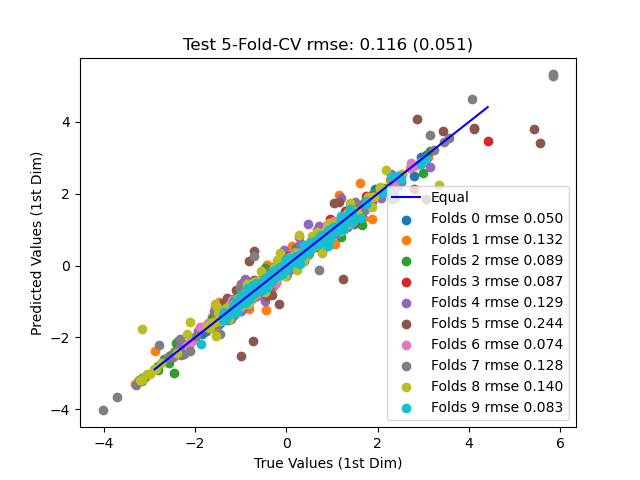 Test 5-Fold-CV rmse: 0.116 (0.051)
Predicted Values (1st Dim)
4
2
0
−2
−4
Equal
Folds 0 rmse 0.050
Folds 1 rmse 0.132
Folds 2 rmse 0.089
Folds 3 rmse 0.087
Folds 4 rmse 0.129
Folds 5 rmse 0.244
Folds 6 rmse 0.074
Folds 7 rmse 0.128
Folds 8 rmse 0.140
Folds 9 rmse 0.083
−4 −2 0 2 4 6
True Values (1st Dim)